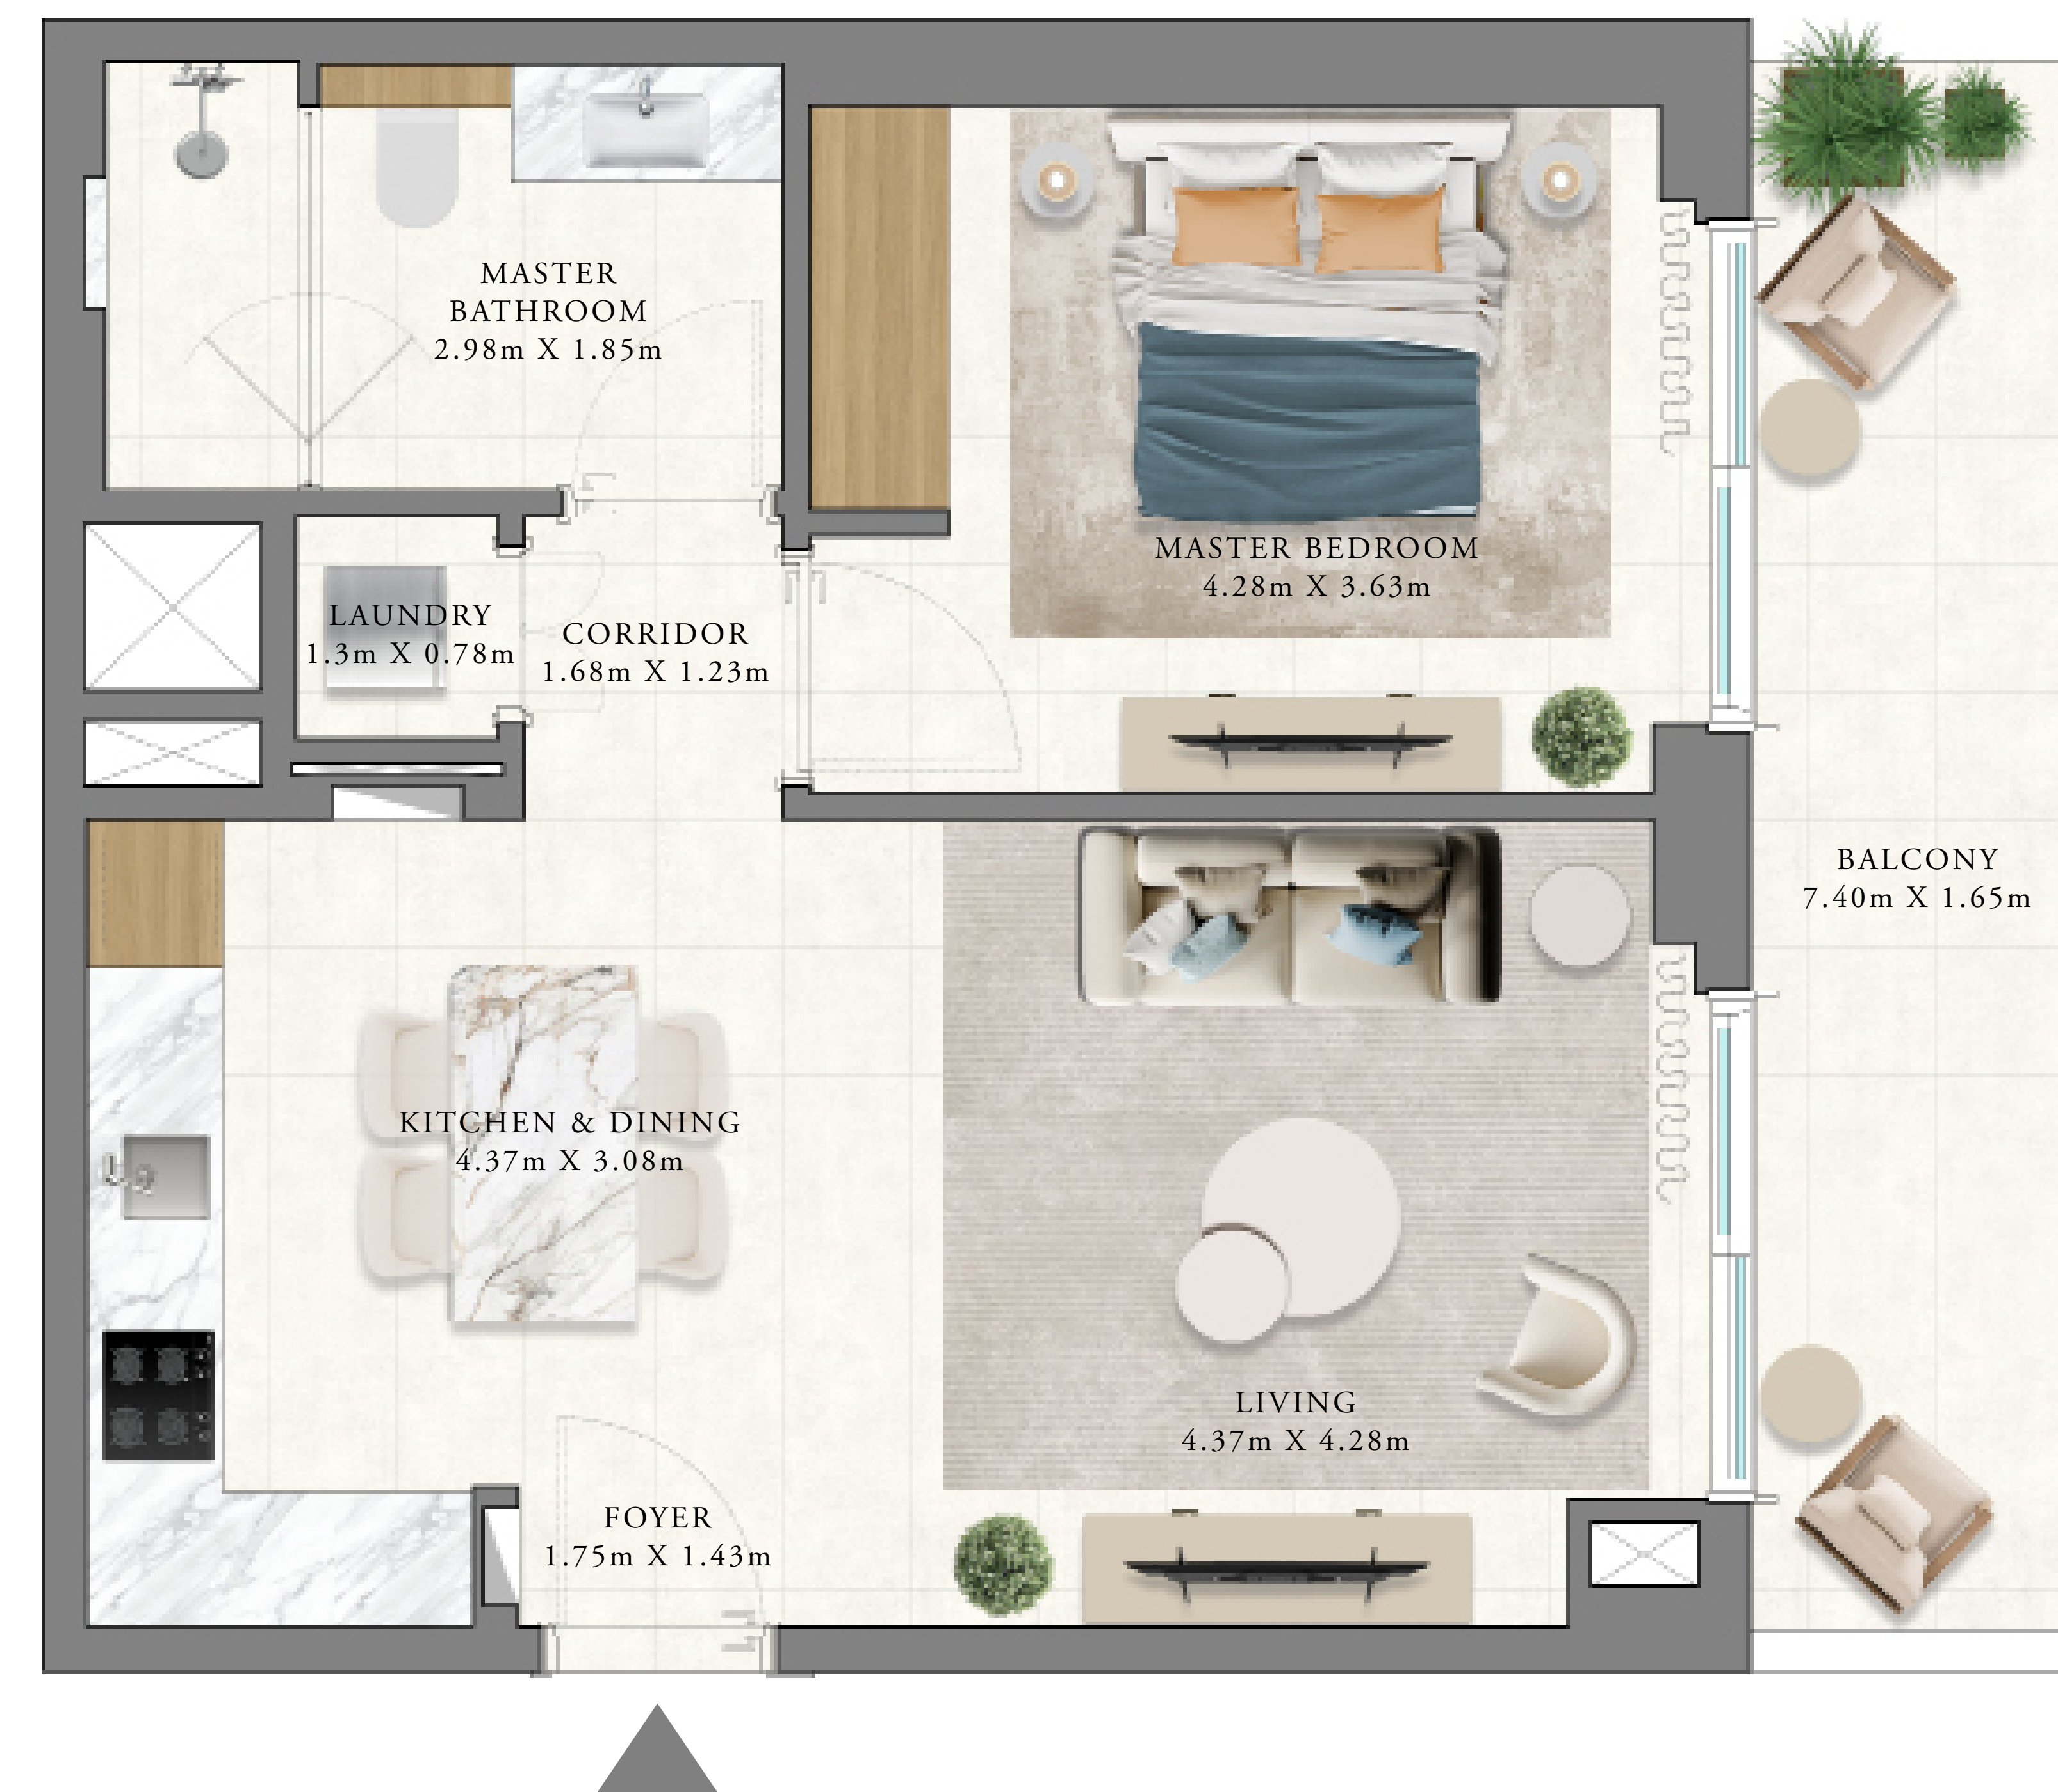 MASTER
BATHROOM
2.98m X 1.85m
MASTER BEDROOM
4.28m X 3.63m
LAUNDRY
1.3m X 0.78m
CORRIDOR
1.68m X 1.23m
BALCONY
7.40m X 1.65m
KITCHEN & DINING
4.37m X 3.08m
LIVING
4.37m X 4.28m
FOYER
1.75m X 1.43m